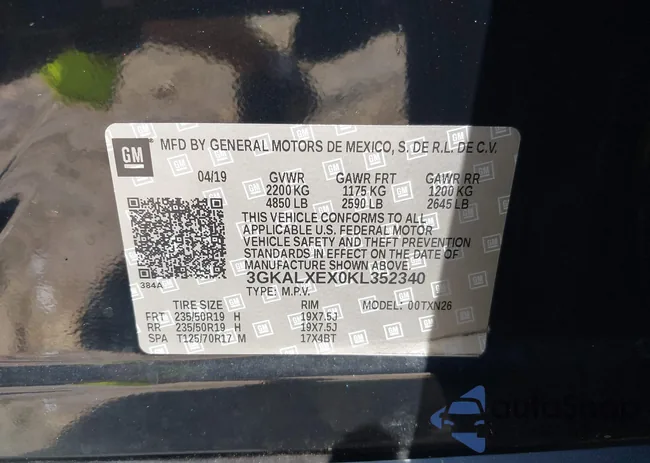 GM
MFD BY GENERAL MOTORS DE MEXICO, S. DE R.L. DE C.V.
04/19 GVWR GAWR FRT GAWR RR
2200 KG 1175 KG 1200 KG
4850 LB 2590 LB 2645 LB
THIS VEHICLE CONFORMS TO ALL
APPLICABLE U.S. FEDERAL MOTOR
VEHICLE SAFETY AND THEFT PREVENTION
STANDARDS IN EFFECT ON THE DATE OF
MANUFACTURE SHOWN ABOVE.
3GKALXEX0KL352340
384A
TYPE: M.P.V.
TIRE SIZE RIM MODEL: 00TXN26
FRT 235/50R19 H 19X7.5J
RR 235/50R19 H 19X7.5J
SPA T125/70R17 M 17X4BT